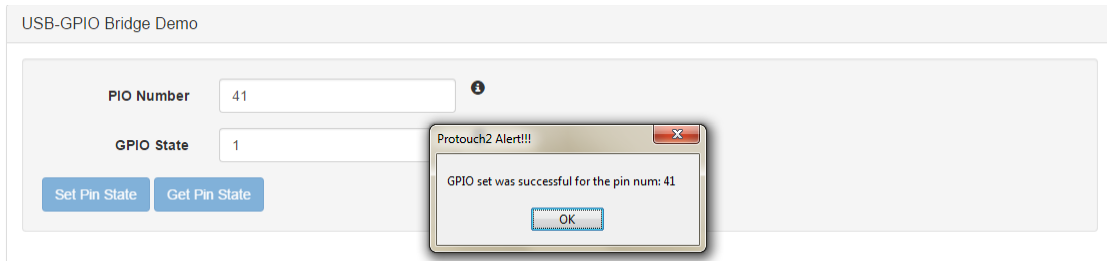 USB-GPIO Bridge Demo
PIO Number
41
GPIO State
1
Set Pin State
Get Pin State
Protouch2 Alert!!!
GPIO set was successful for the pin num: 41
OK